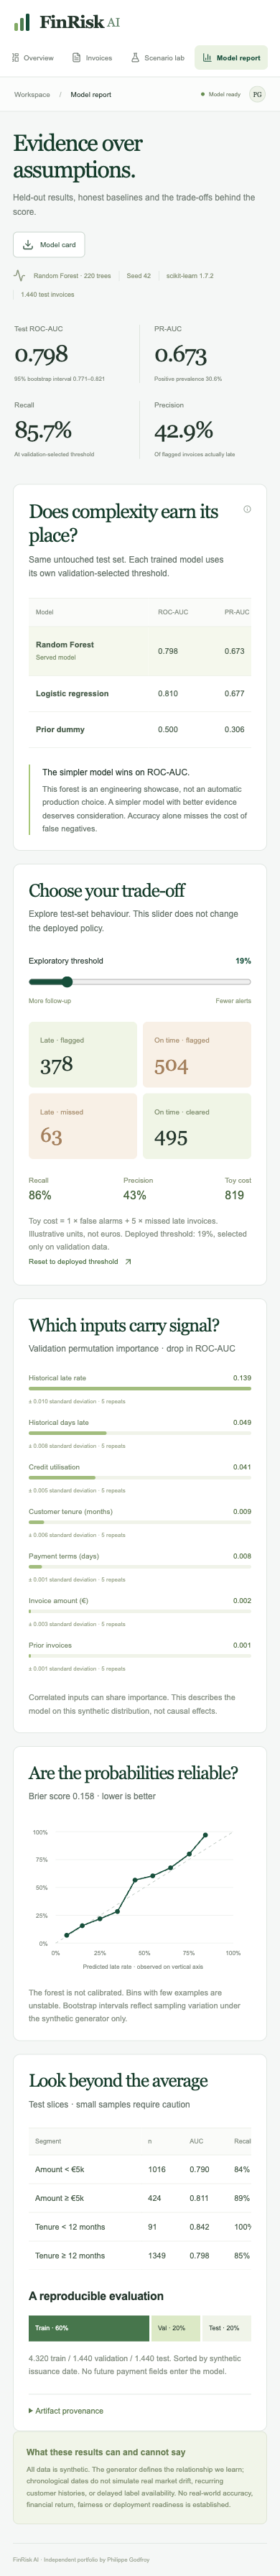 FinRisk AI
Overview Invoices Scenario lab Model report
Workspace / Model report Model ready PG
Evidence over
assumptions.
Held-out results, honest baselines and the trade-offs behind the
score.
Model card
Random Forest · 220 trees Seed 42 scikit-learn 1.7.2
1.440 test invoices
Test ROC-AUC PR-AUC
0.798 0.673
95% bootstrap interval 0.771–0.821 Positive prevalence 30.6%
Recall Precision
85.7% 42.9%
At validation-selected threshold Of flagged invoices actually late
Does complexity earn its
place?
Same untouched test set. Each trained model uses
its own validation-selected threshold.
Model ROC-AUC PR-AUC
Random Forest 0.798 0.673
Served model
Logistic regression 0.810 0.677
Prior dummy 0.500 0.306
The simpler model wins on ROC-AUC.
This forest is an engineering showcase, not an automatic
production choice. A simpler model with better evidence
deserves consideration. Accuracy alone misses the cost of
false negatives.
Choose your trade-off
Explore test-set behaviour. This slider does not change
the deployed policy.
Exploratory threshold 19%
More follow-up Fewer alerts
Late · flagged On time · flagged
378 504
Late · missed On time · cleared
63 495
Recall Precision Toy cost
86% 43% 819
Toy cost = 1 × false alarms + 5 × missed late invoices.
Illustrative units, not euros. Deployed threshold: 19%, selected
only on validation data.
Reset to deployed threshold
Which inputs carry signal?
Validation permutation importance · drop in ROC-AUC
Historical late rate 0.139
± 0.010 standard deviation · 5 repeats
Historical days late 0.049
± 0.008 standard deviation · 5 repeats
Credit utilisation 0.041
± 0.005 standard deviation · 5 repeats
Customer tenure (months) 0.009
± 0.006 standard deviation · 5 repeats
Payment terms (days) 0.008
± 0.001 standard deviation · 5 repeats
Invoice amount (€) 0.002
± 0.003 standard deviation · 5 repeats
Prior invoices 0.001
± 0.001 standard deviation · 5 repeats
Correlated inputs can share importance. This describes the
model on this synthetic distribution, not causal effects.
Are the probabilities reliable?
Brier score 0.158 · lower is better
100%
75%
50%
25%
0%
0% 25% 50% 75% 100%
Predicted late rate · observed on vertical axis
The forest is not calibrated. Bins with few examples are
unstable. Bootstrap intervals reflect sampling variation under
the synthetic generator only.
Look beyond the average
Test slices · small samples require caution
Segment n AUC Recall
Amount < €5k 1016 0.790 84%
Amount ≥ €5k 424 0.811 89%
Tenure < 12 months 91 0.842 100%
Tenure ≥ 12 months 1349 0.798 85%
A reproducible evaluation
Train · 60% Val · 20% Test · 20%
4.320 train / 1.440 validation / 1.440 test. Sorted by synthetic
issuance date. No future payment fields enter the model.
Artifact provenance
What these results can and cannot say
All data is synthetic. The generator defines the relationship we learn;
chronological dates do not simulate real market drift, recurring
customer histories, or delayed label availability. No real-world accuracy,
financial return, fairness or deployment readiness is established.
FinRisk AI · Independent portfolio by Philippe Godfroy